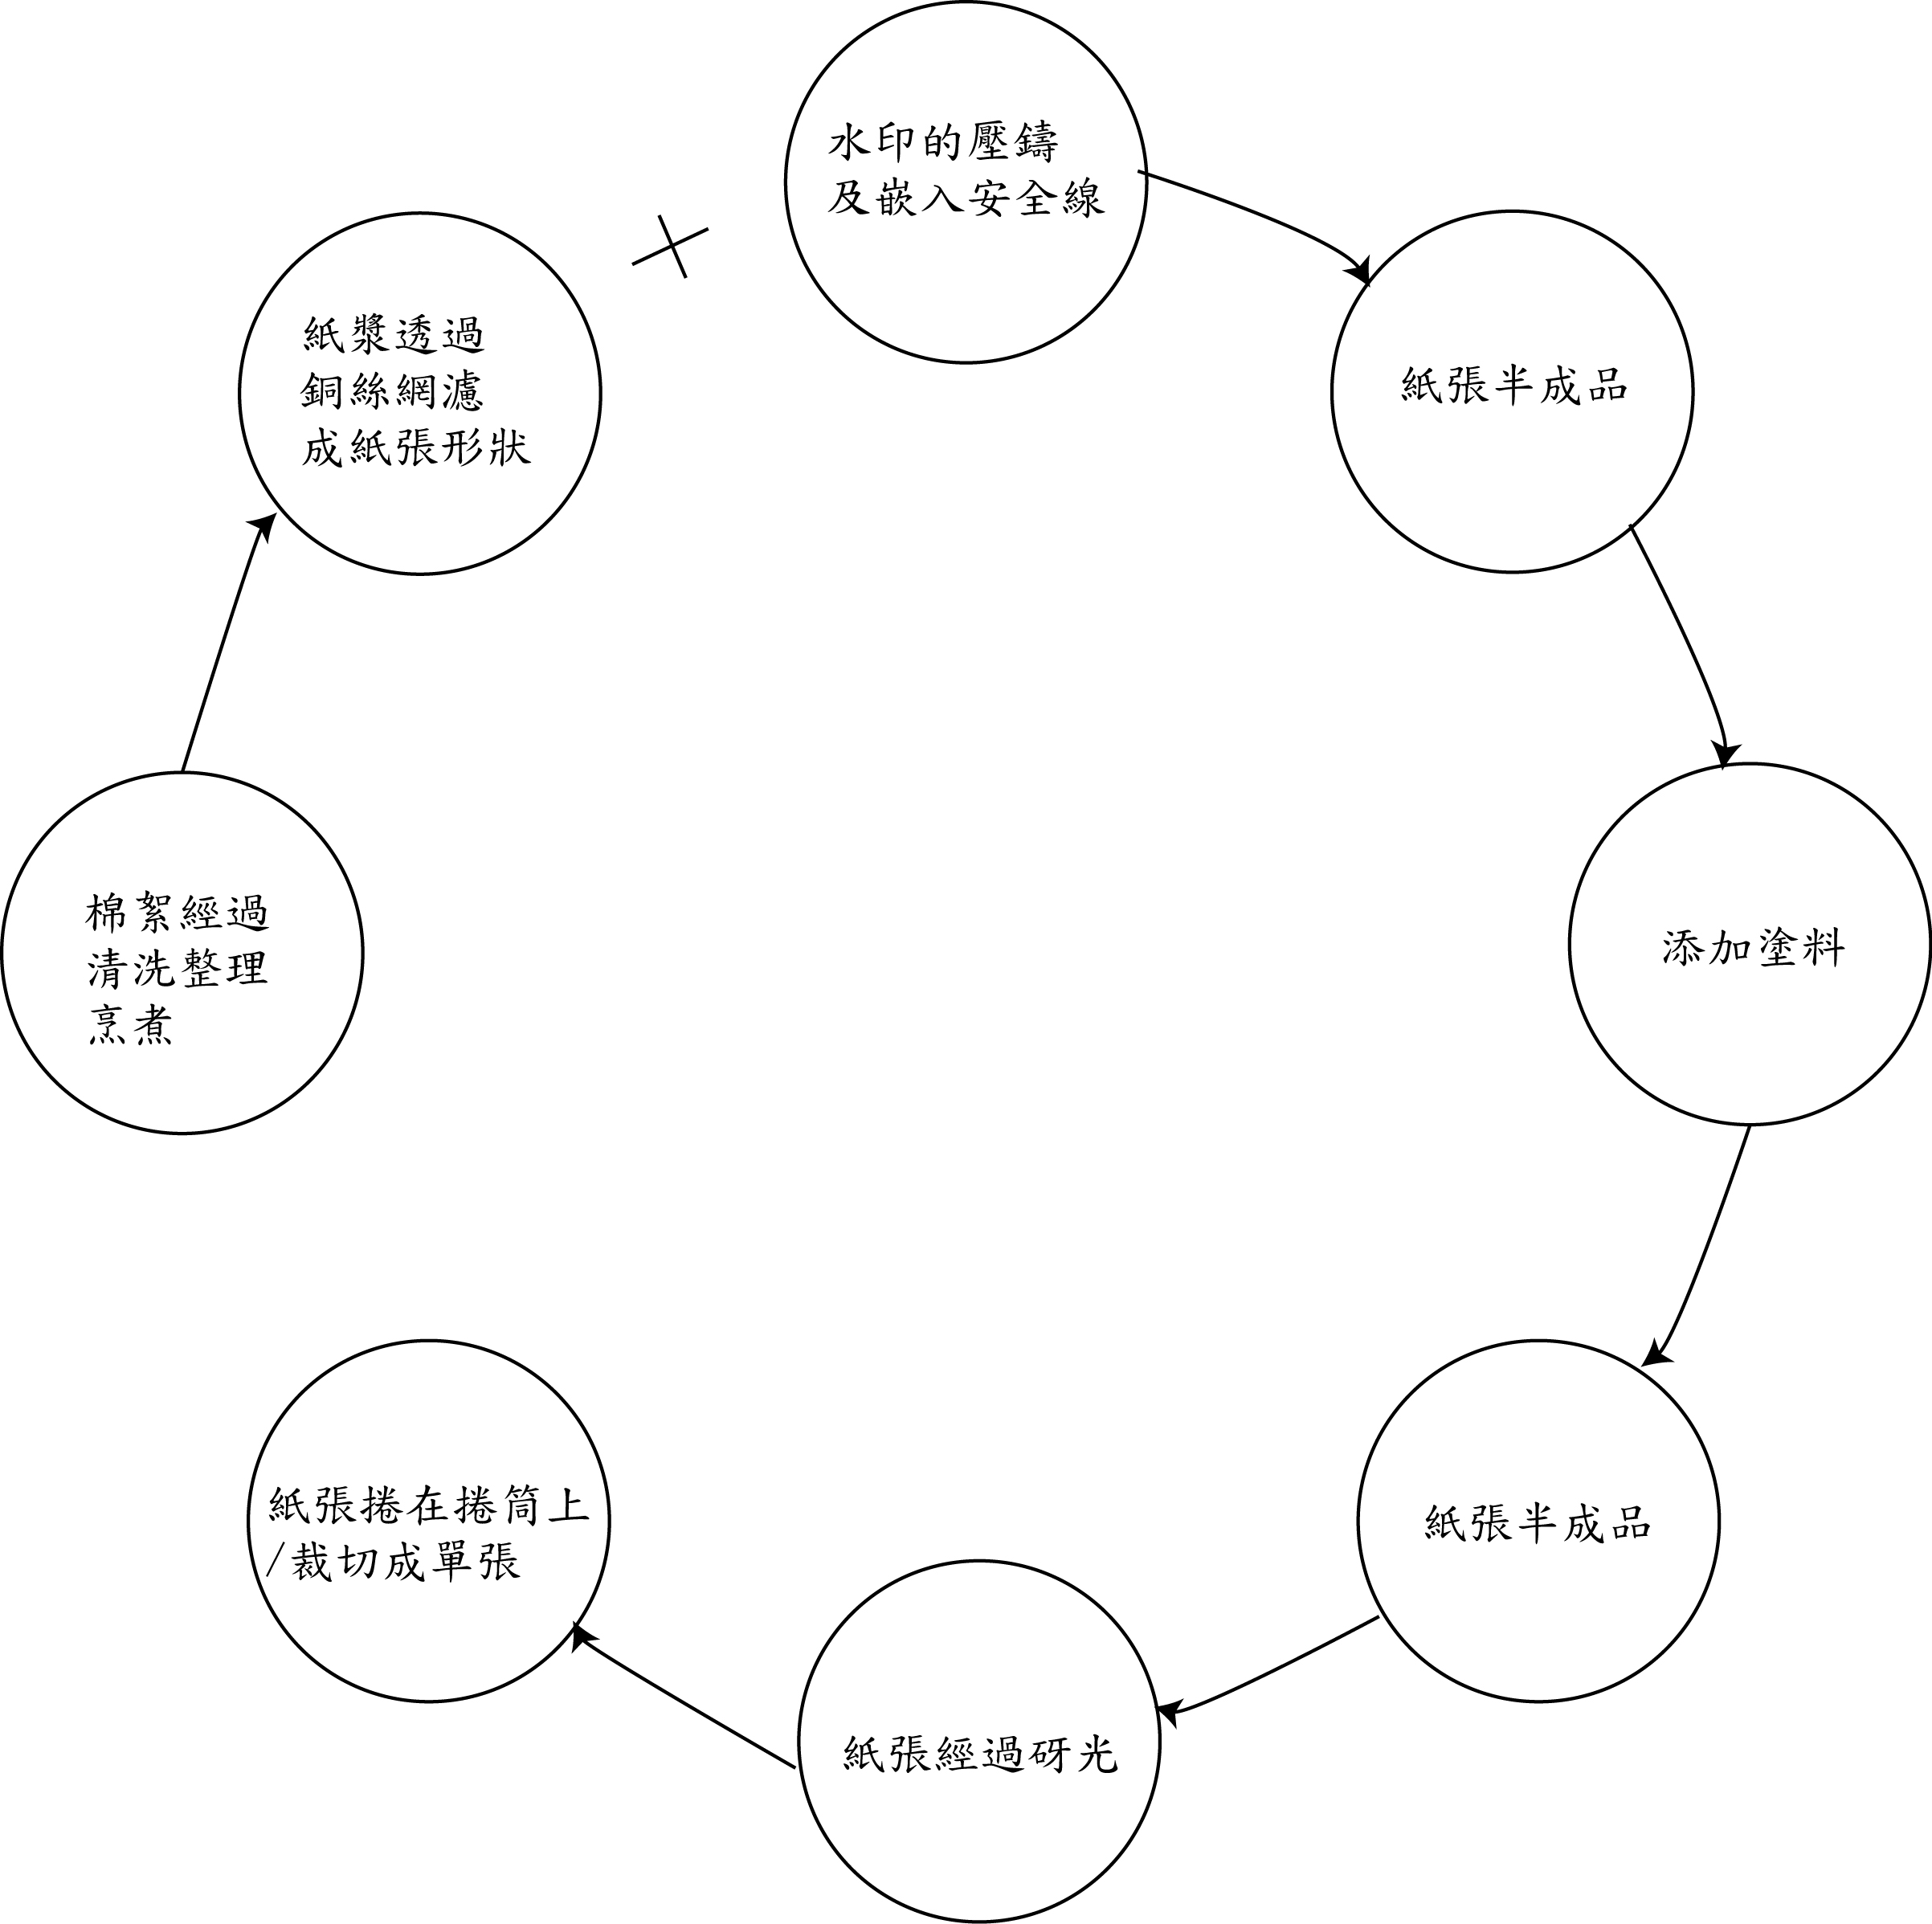 水印的壓鑄
及嵌入安全線
紙漿透過
銅絲網濾
成紙張形狀
紙張半成品
棉絮經過
清洗整理
烹煮
添加塗料
紙張捲在捲筒上
/裁切成單張
紙張半成品
紙張經過砑光